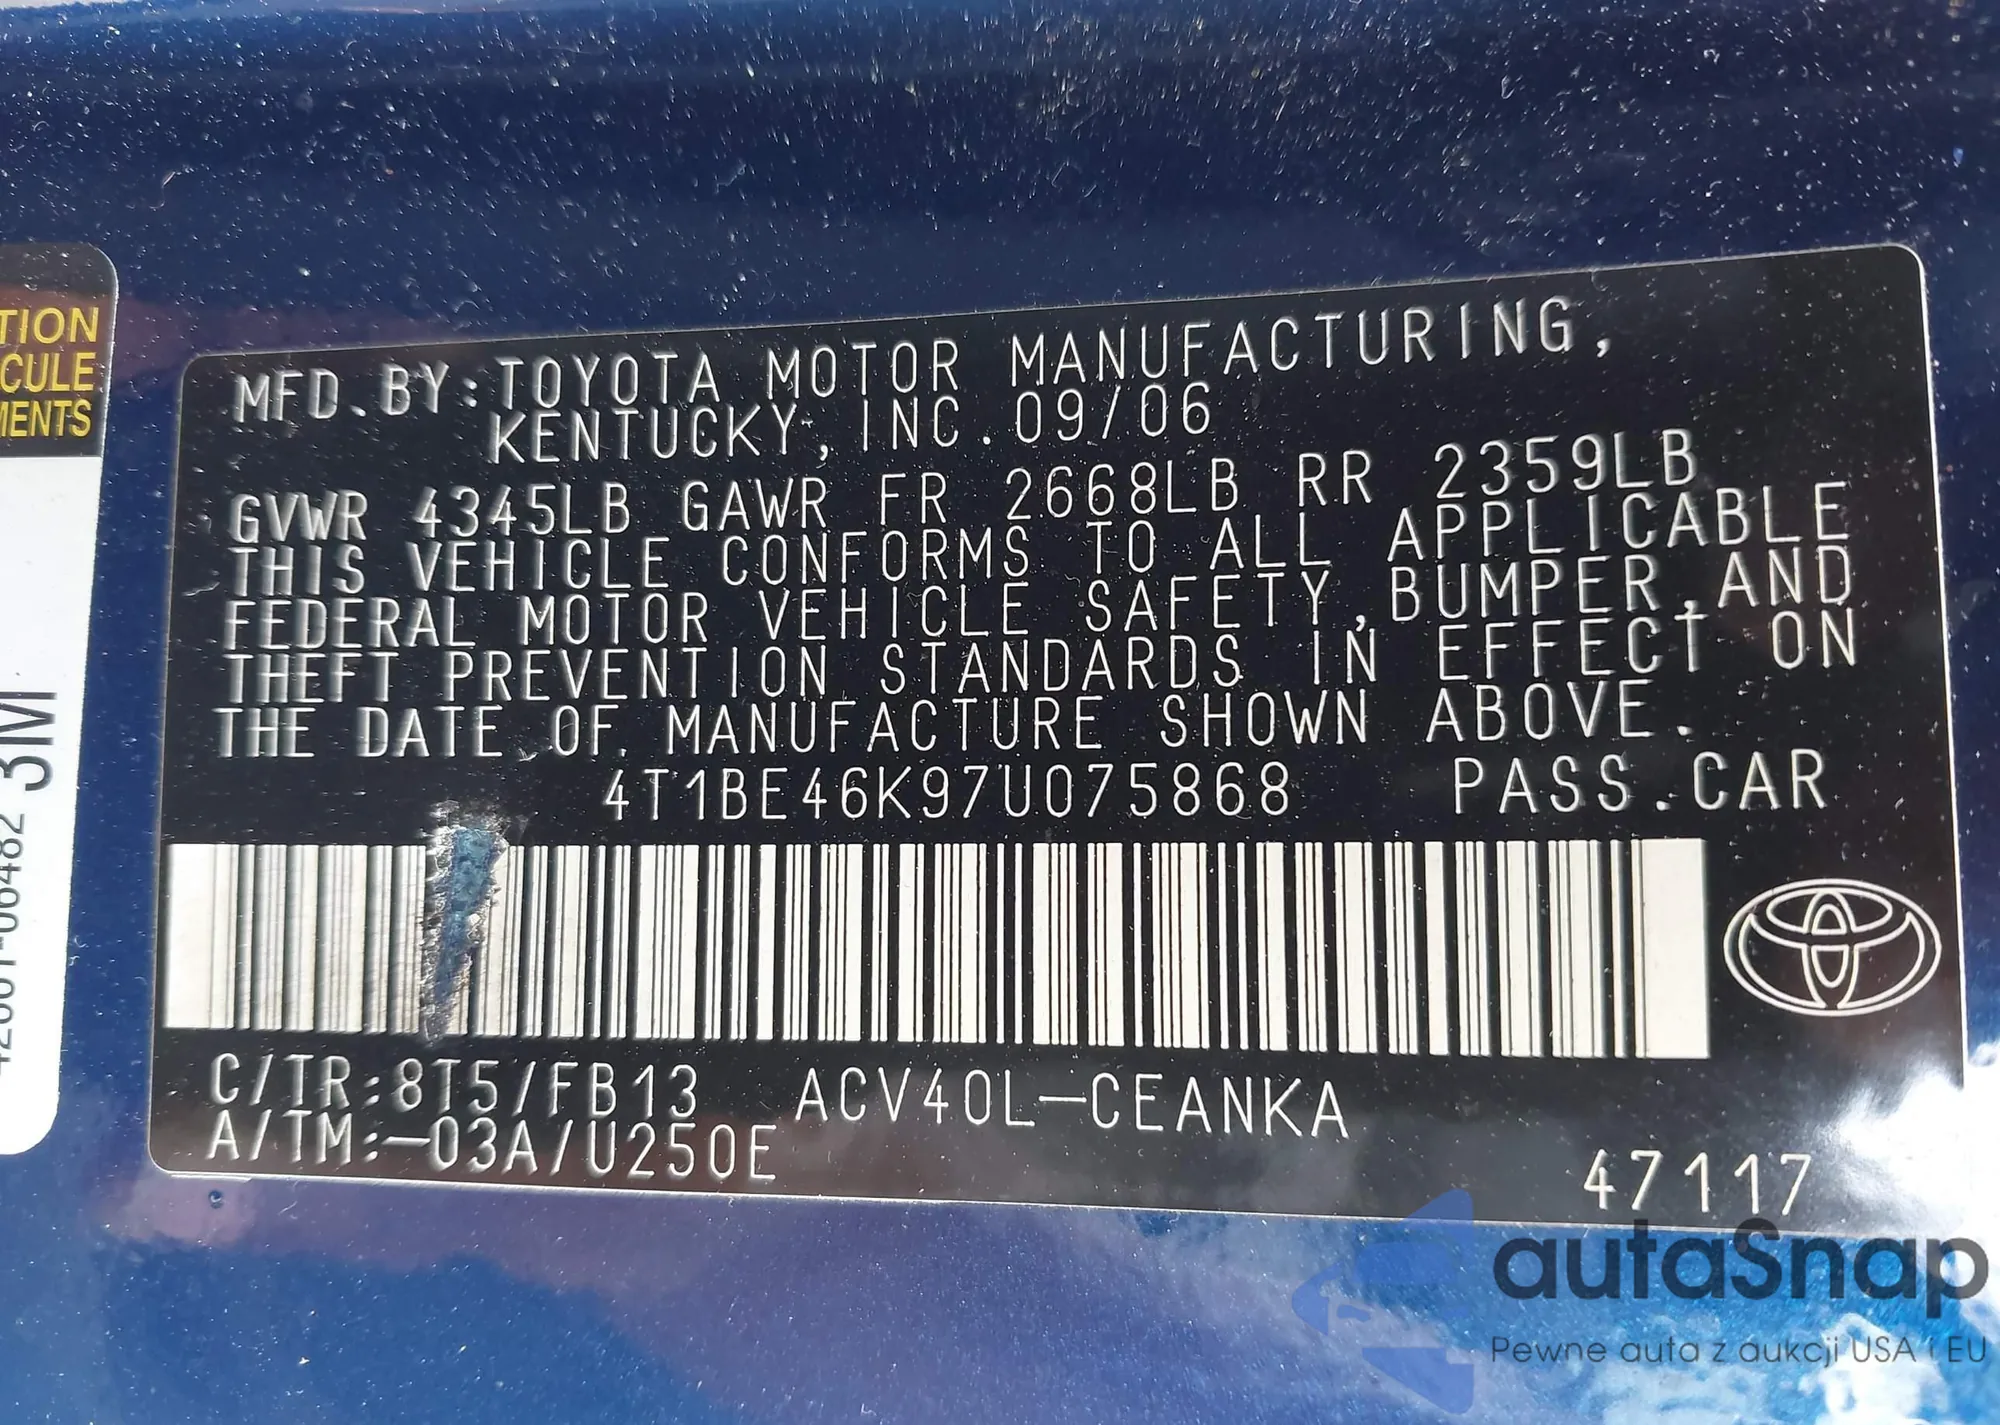 TION
CULE
MENTS
3M
MFD.BY:TOYOTA MOTOR MANUFACTURING,
KENTUCKY, INC.09/06
GVWR 4345LB GAWR FR 2668LB RR 2359LB
THIS VEHICLE CONFORMS TO ALL APPLICABLE
FEDERAL MOTOR VEHICLE SAFETY,BUMPER,AND
THEFT PREVENTION STANDARDS IN EFFECT ON
THE DATE OF MANUFACTURE SHOWN ABOVE.
4T1BE46K97U075868 PASS.CAR
C/TR:8T5/FB13 ACV40L-CEANKA
A/TM:-03A/U250E
47117
autaSnap
Pewne auta z aukcji USA i EU